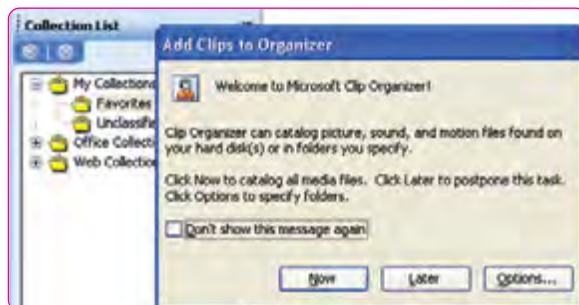 Collection List
Add Clips to Organizer
Welcome to Microsoft Clip Organizer!
My Collections
Favorites
Unclassifie
Office Collecti
Web Collection
Clip Organizer can catalog picture, sound, and motion files found on
your hard disk(s) or in folders you specify.
Click Now to catalog all media files. Click Later to postpone this task.
Click Options to specify folders.
Don't show this message again
Now
Later
Options...